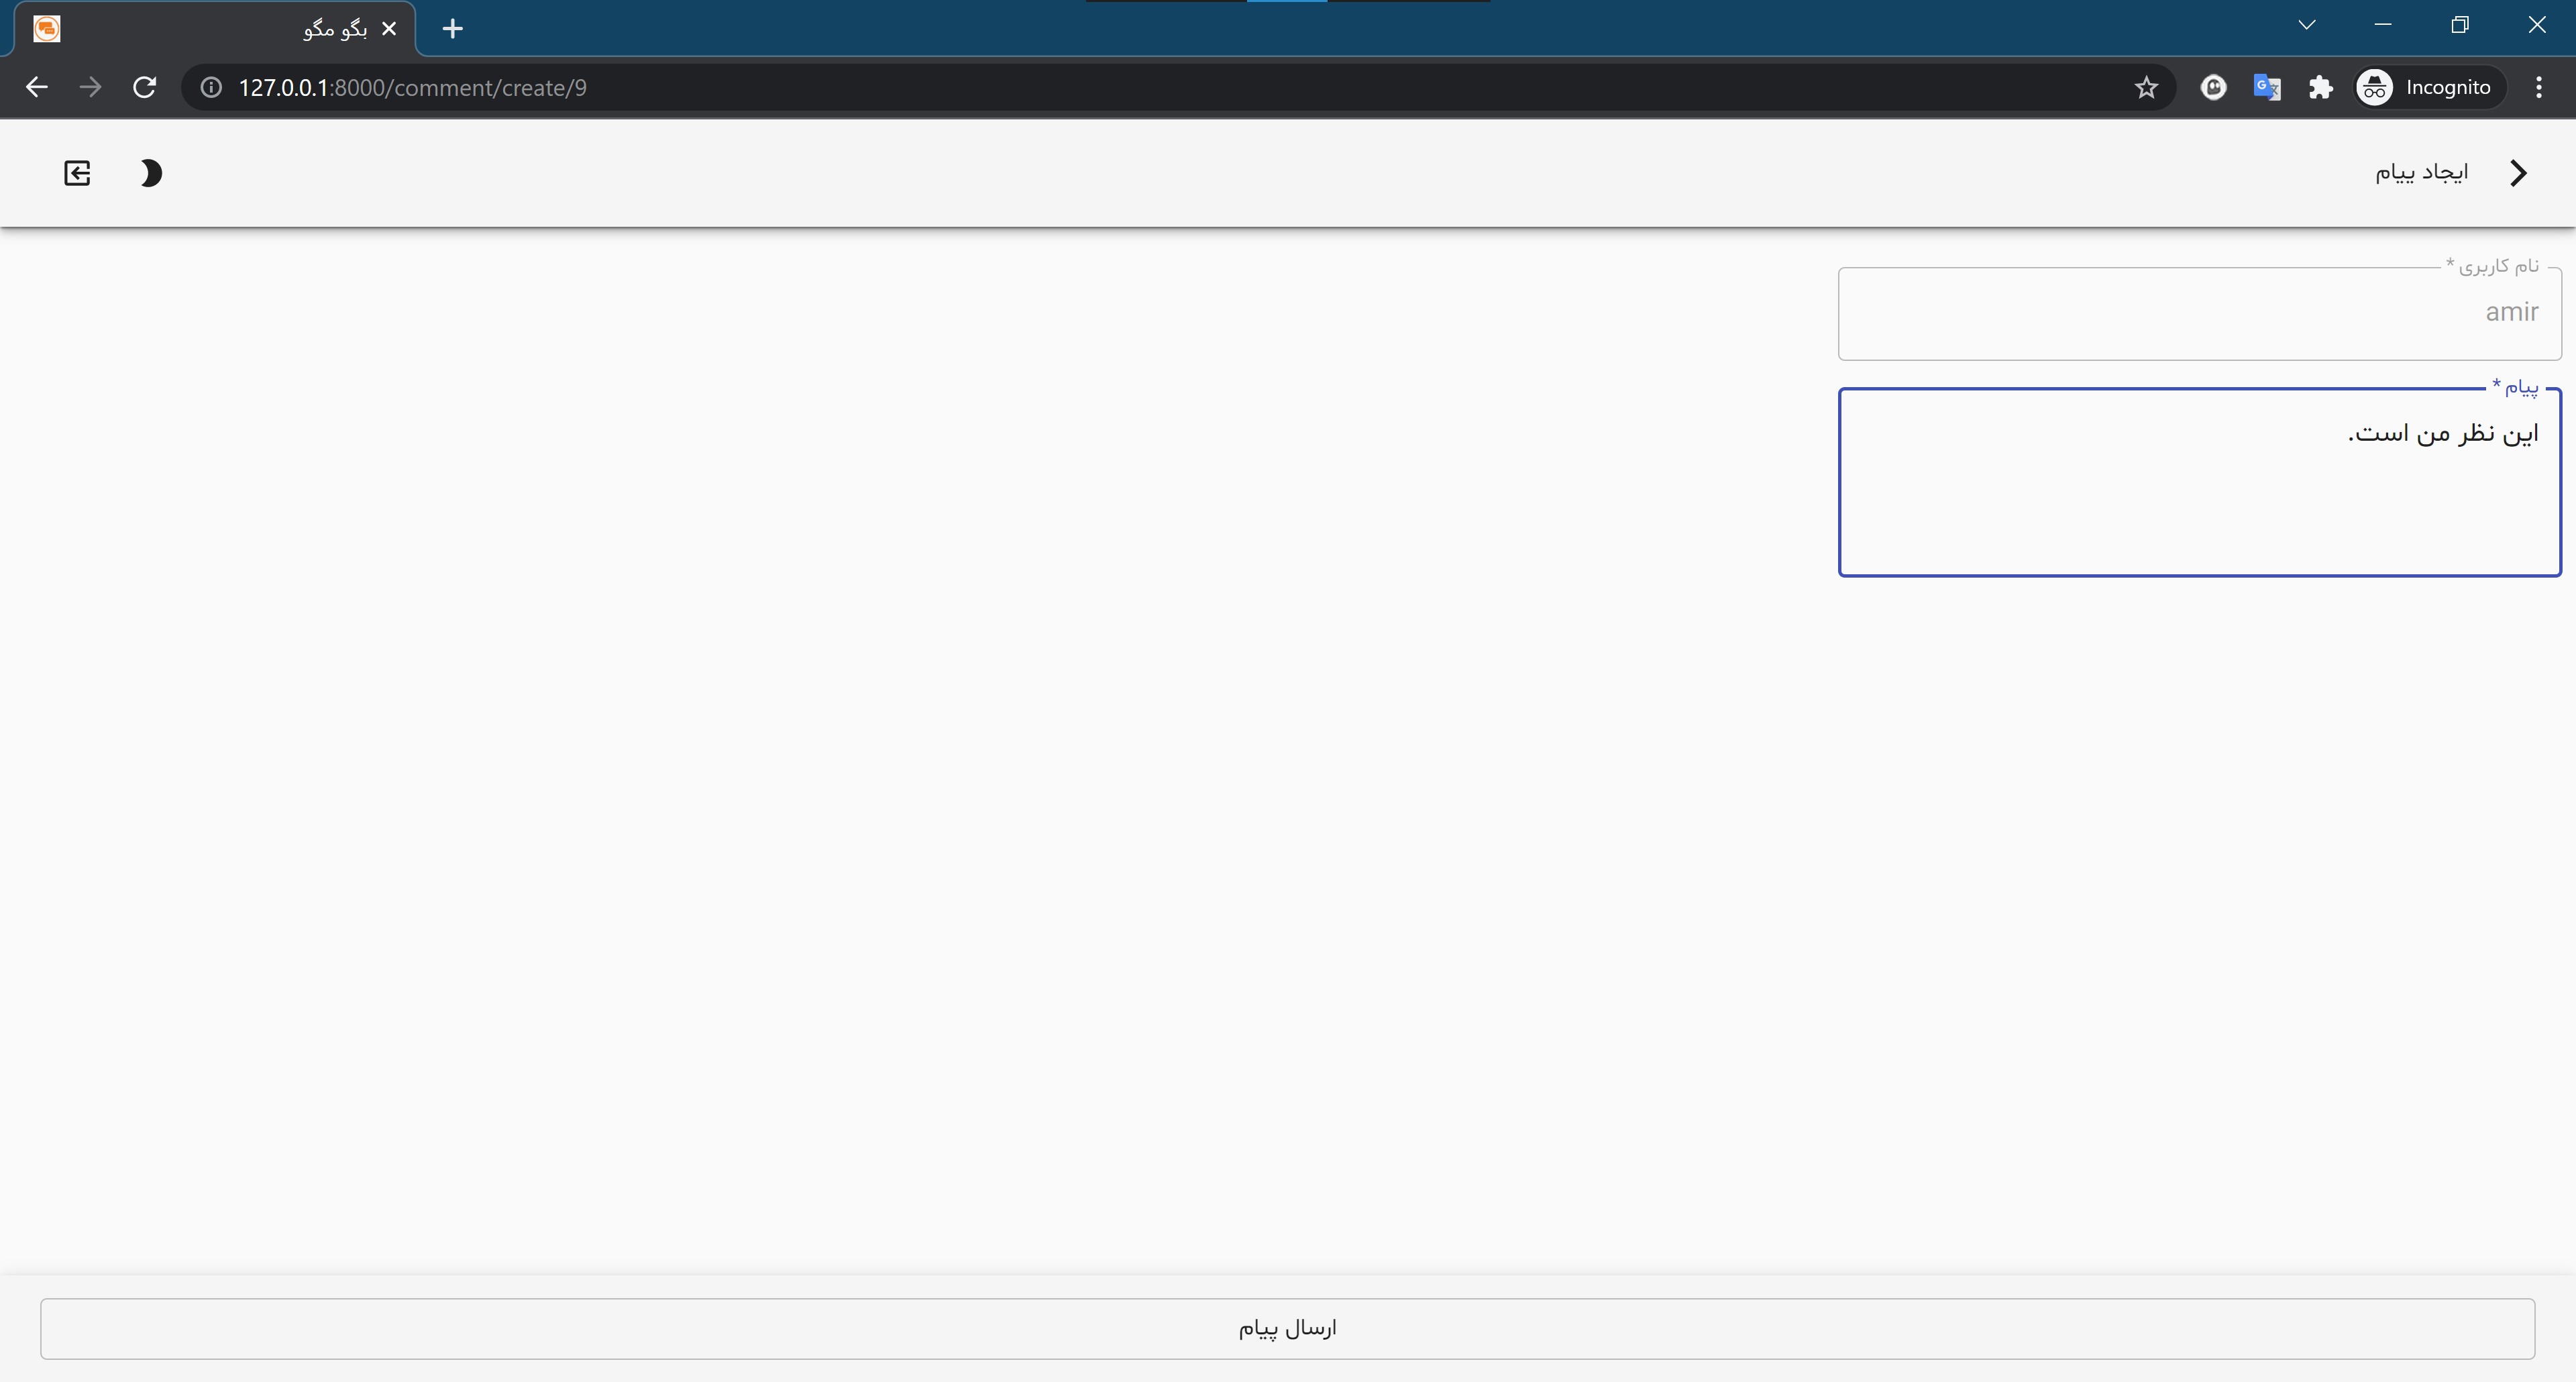 بگو مگو
127.0.0.1:8000/comment/create/9
Incognito
ایجاد پیام
نام کاربری *
amir
پیام *
این نظر من است.
ارسال پیام